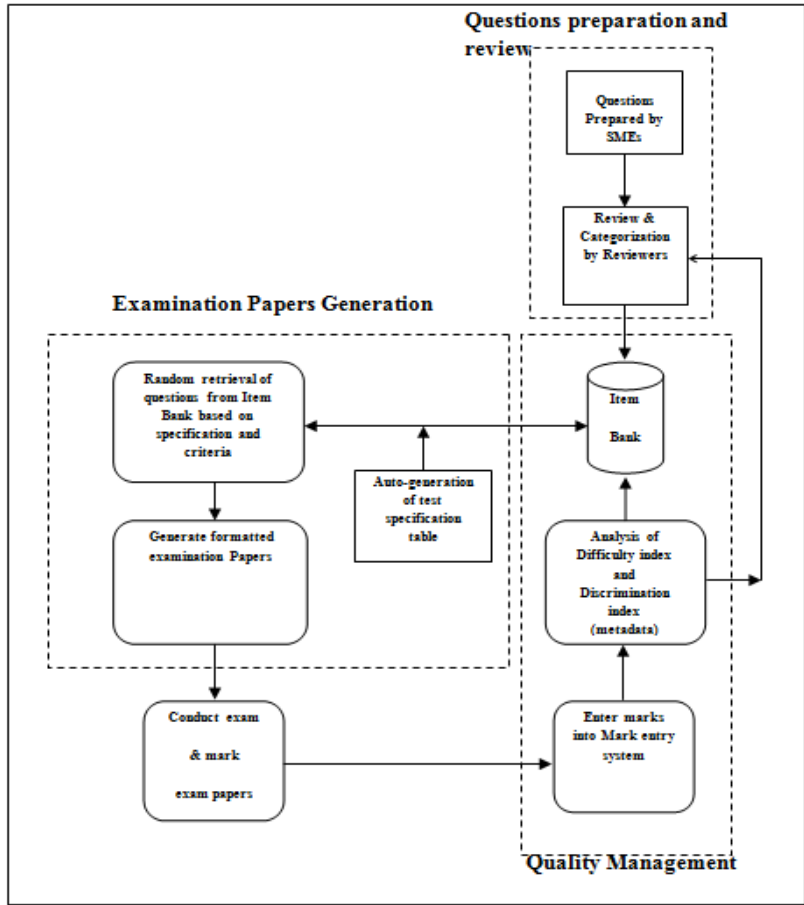 Questions preparation and
review
Questions
Prepared by
SMEs
Review &
Categorization
by Reviewers
Examination Papers Generation
Random retrieval of
questions from Item
Bank based on
specification and
criteria
Item
Bank
Auto-generation
of test
specification
table
Generate formatted
examination Papers
Analysis of
Difficulty index
and
Discrimination
index
(metadata)
Conduct exam
& mark
exam papers
Enter marks
into Mark entry
system
Quality Management